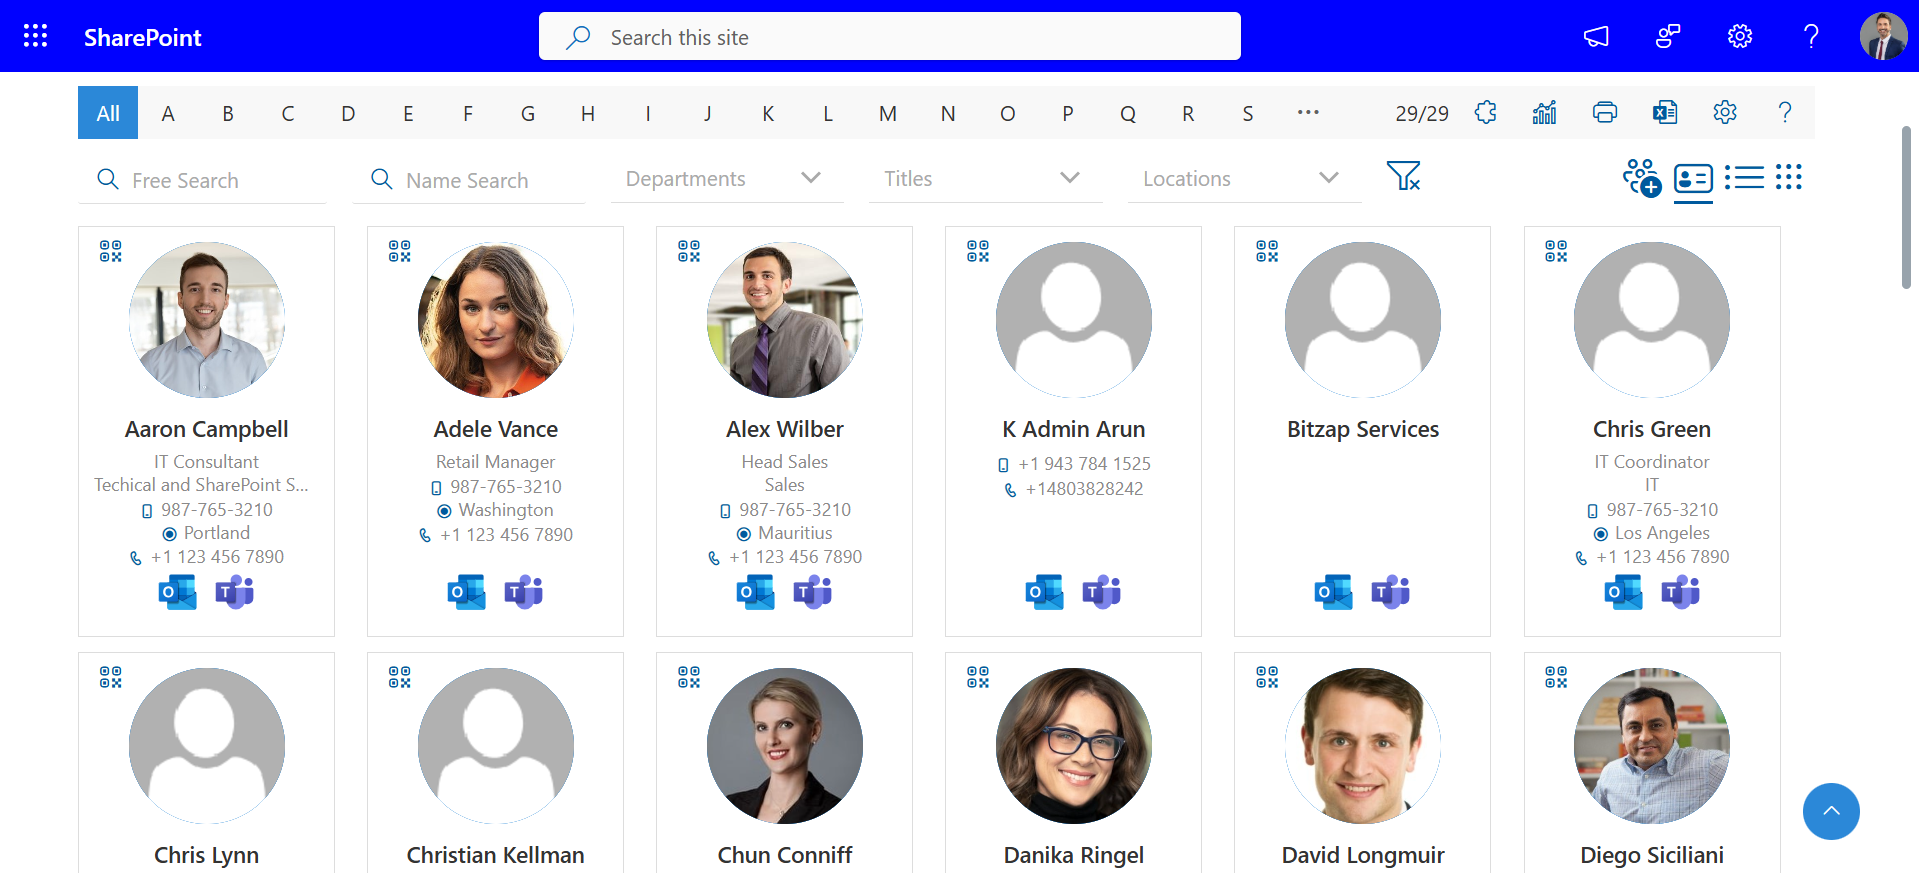 SharePoint
Search this site
All A B C D E F G H I J K L M N O P Q R S ••• 29/29
Free Search
Name Search
Departments
Titles
Locations
Aaron Campbell
IT Consultant
Techical and SharePoint S...
987-765-3210
Portland
+1 123 456 7890
Adele Vance
Retail Manager
987-765-3210
Washington
+1 123 456 7890
Alex Wilber
Head Sales
Sales
987-765-3210
Mauritius
+1 123 456 7890
K Admin Arun
+1 943 784 1525
+14803828242
Bitzap Services
Chris Green
IT Coordinator
IT
987-765-3210
Los Angeles
+1 123 456 7890
Chris Lynn
Christian Kellman
Chun Conniff
Danika Ringel
David Longmuir
Diego Siciliani